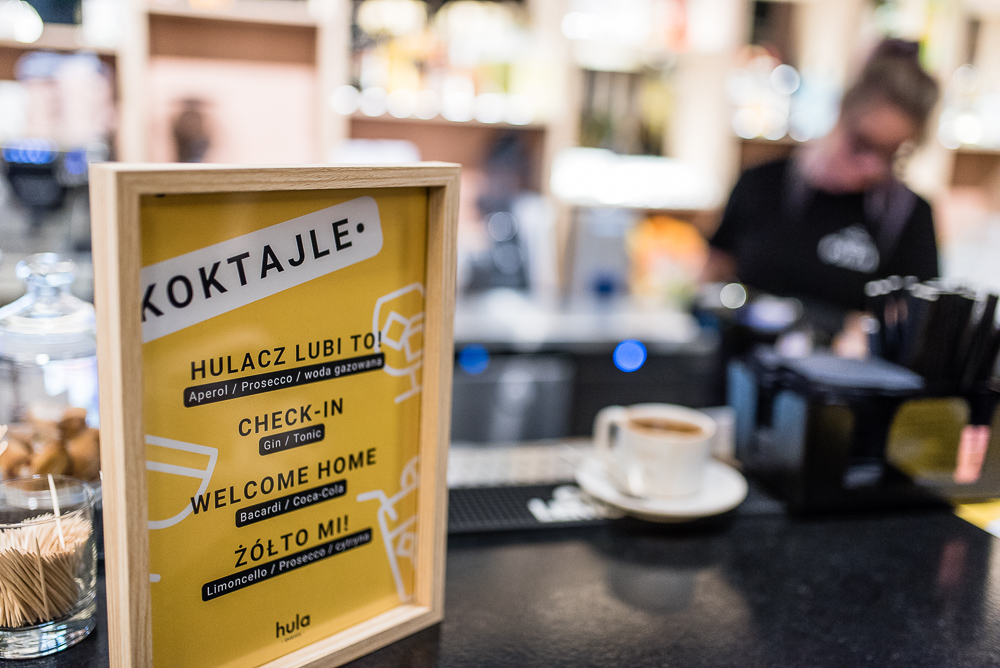 KOKTAJLE•
HULACZ LUBI TO!
Aperol / Prosecco / woda gazowana
CHECK-IN
Gin / Tonic
WELCOME HOME
Bacardi / Coca-Cola
ŻÓŁTO MI!
Limoncello / Prosecco / cytryna
hula